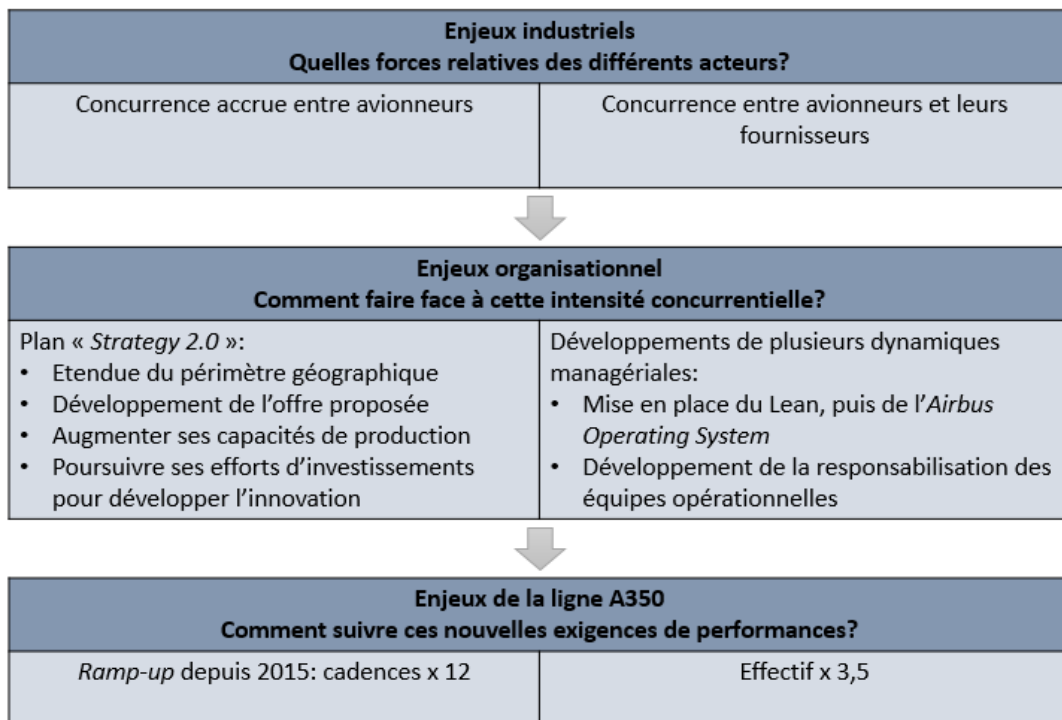 Enjeux industriels
Quelles forces relatives des différents acteurs?
Concurrence accrue entre avionneurs
Concurrence entre avionneurs et leurs
fournisseurs
Enjeux organisationnel
Comment faire face à cette intensité concurrentielle?
Plan « Strategy 2.0 »:
• Etendue du périmètre géographique
• Développement de l'offre proposée
• Augmenter ses capacités de production
• Poursuivre ses efforts d'investissements
pour développer l'innovation
Développements de plusieurs dynamiques
managériales:
• Mise en place du Lean, puis de l'Airbus
Operating System
• Développement de la responsabilisation des
équipes opérationnelles
Enjeux de la ligne A350
Comment suivre ces nouvelles exigences de performances?
Ramp-up depuis 2015: cadences x 12
Effectif x 3,5